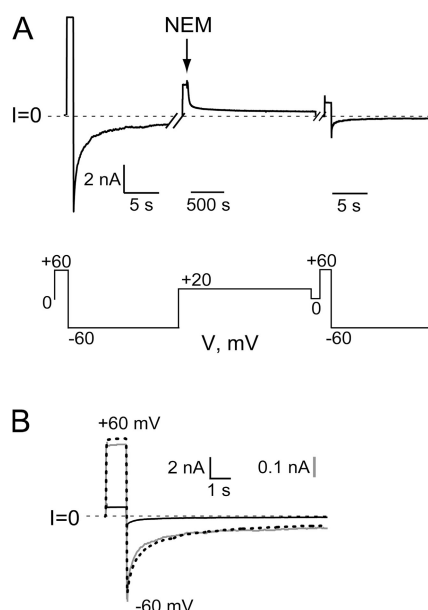 A
NEM
I=0
2 nA
5 s
500 s
5 s
+60
+20
+60
0
0
-60
-60
V, mV
B
+60 mV
2 nA
0.1 nA
1 s
I=0
-60 mV